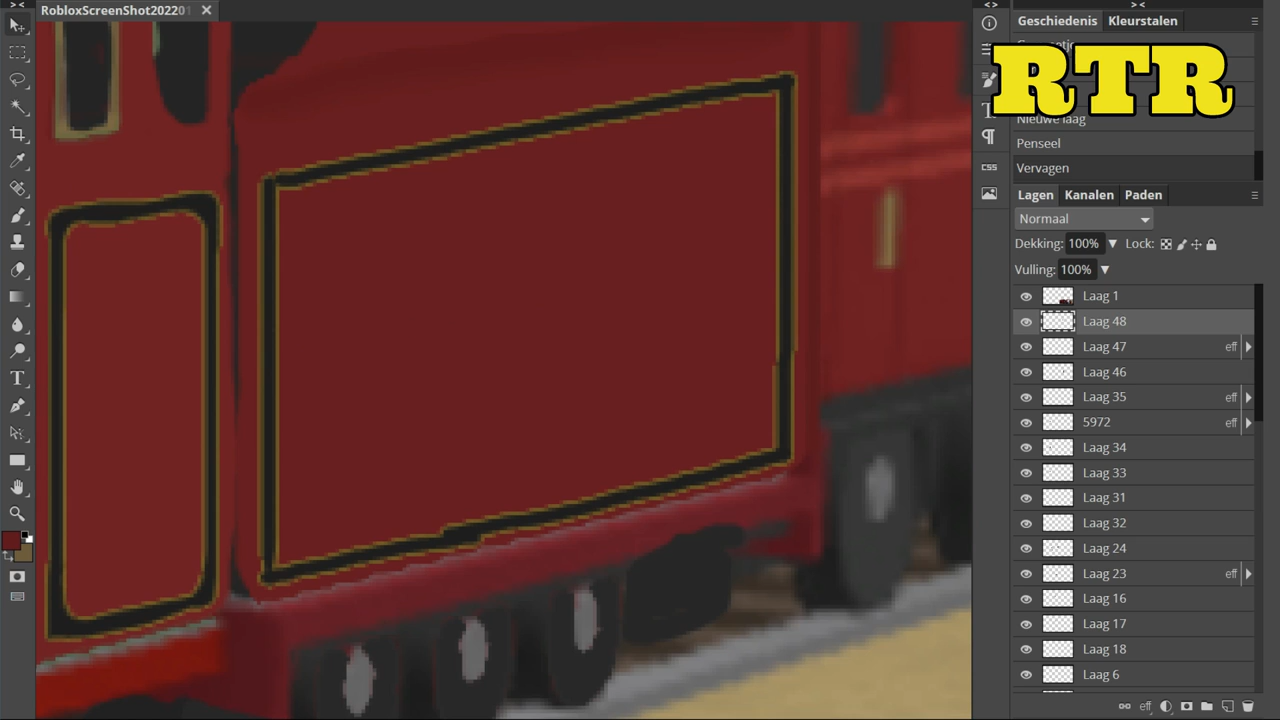 RobloxScreenShot20220
Geschiedenis
Kleurstalen
RTR
Nieuwe laag
Penseel
Vervagen
Lagen
Kanalen
Paden
Normaal
Dekking: 100%
Lock:
Vulling: 100%
CSS
Laag 1
Laag 48
Laag 47 eff
Laag 46
Laag 35 eff
5972 eff
Laag 34
Laag 33
Laag 31
Laag 32
Laag 24
Laag 23 eff
Laag 16
Laag 17
Laag 18
Laag 6
eff